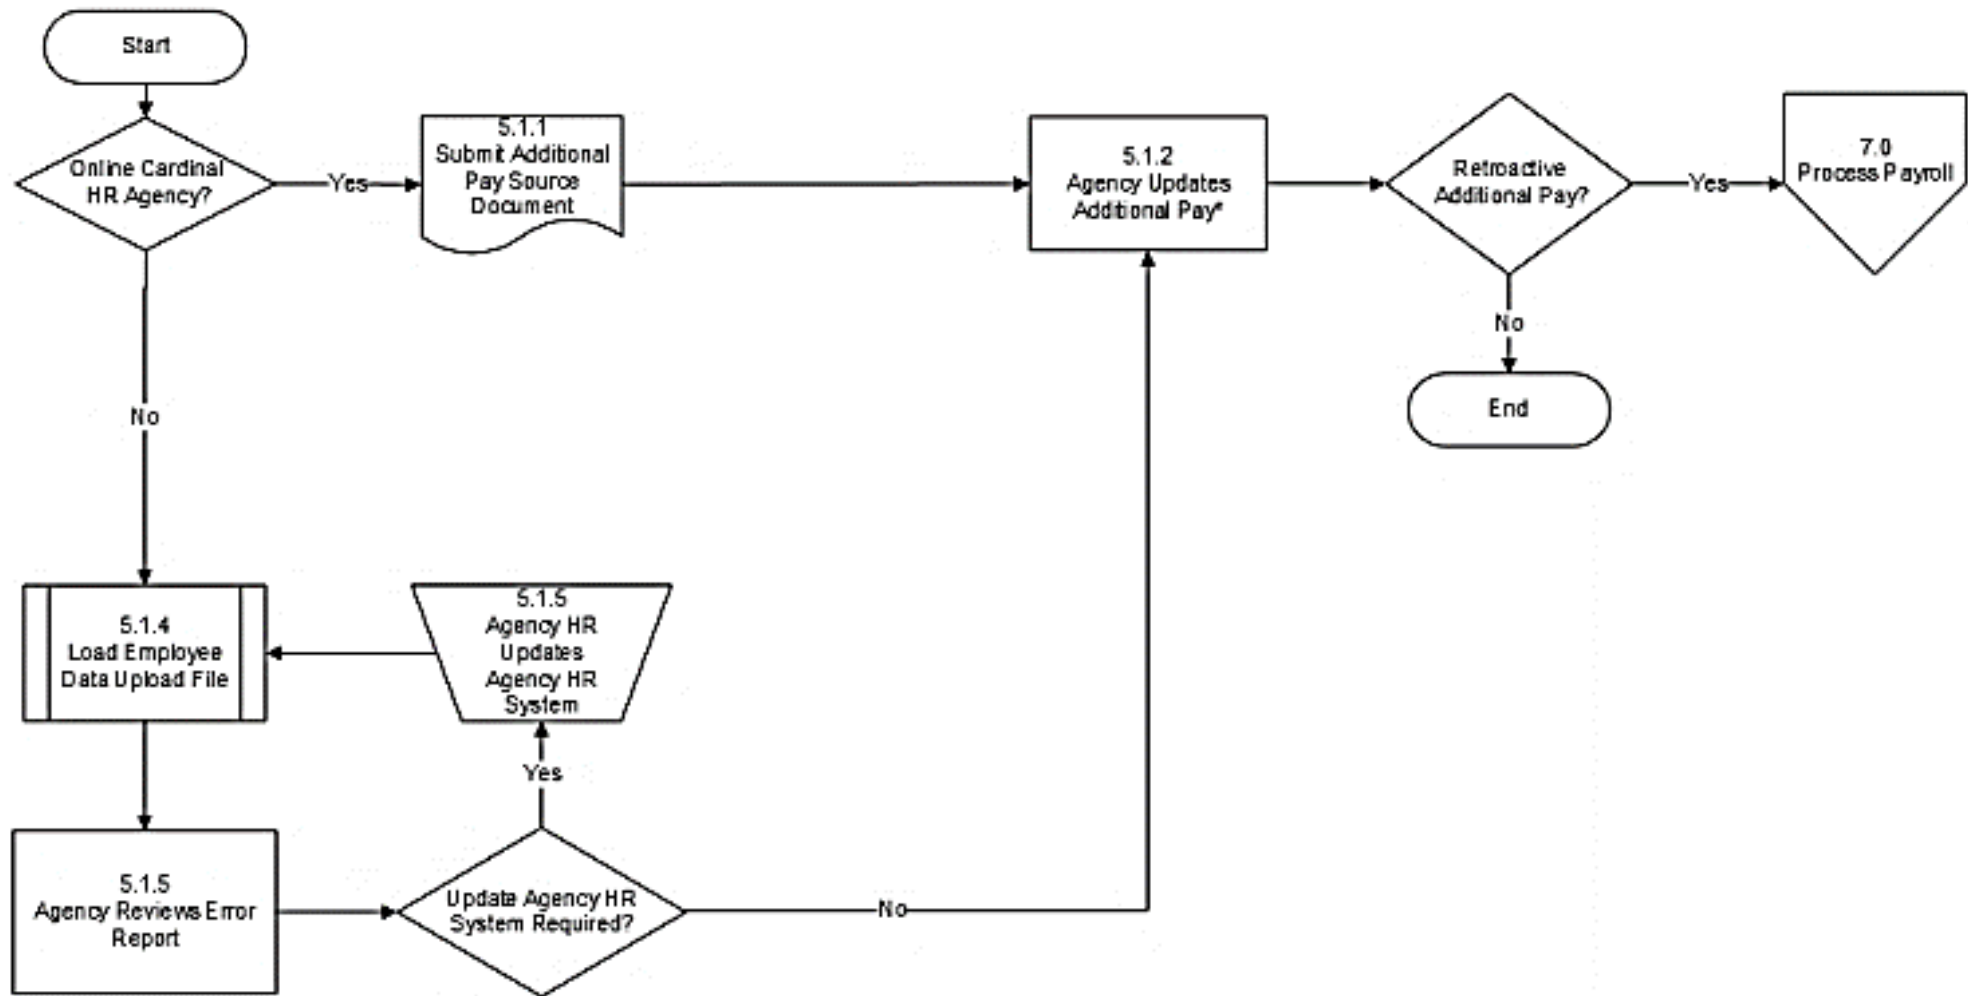 Start
Online Cardinal
HR Agency?
Yes
5.1.1
Submit Additional
Pay Source
Document
5.1.2
Agency Updates
Additional Pay*
Retroactive
Additional Pay?
Yes
7.0
Process Payroll
No
End
No
5.1.4
Load Employee
Data Upload File
5.1.5
Agency HR
Updates
Agency HR
System
Yes
5.1.5
Agency Reviews Error
Report
Update Agency HR
System Required?
No